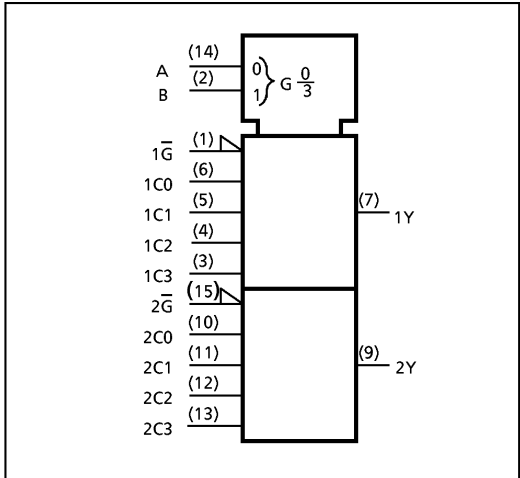 A (14) 0 } G 0/3
B (2) 1
1G̅ (1)
1C0 (6)
1C1 (5) (7) 1Y
1C2 (4)
1C3 (3)
2G̅ (15)
2C0 (10)
2C1 (11) (9) 2Y
2C2 (12)
2C3 (13)